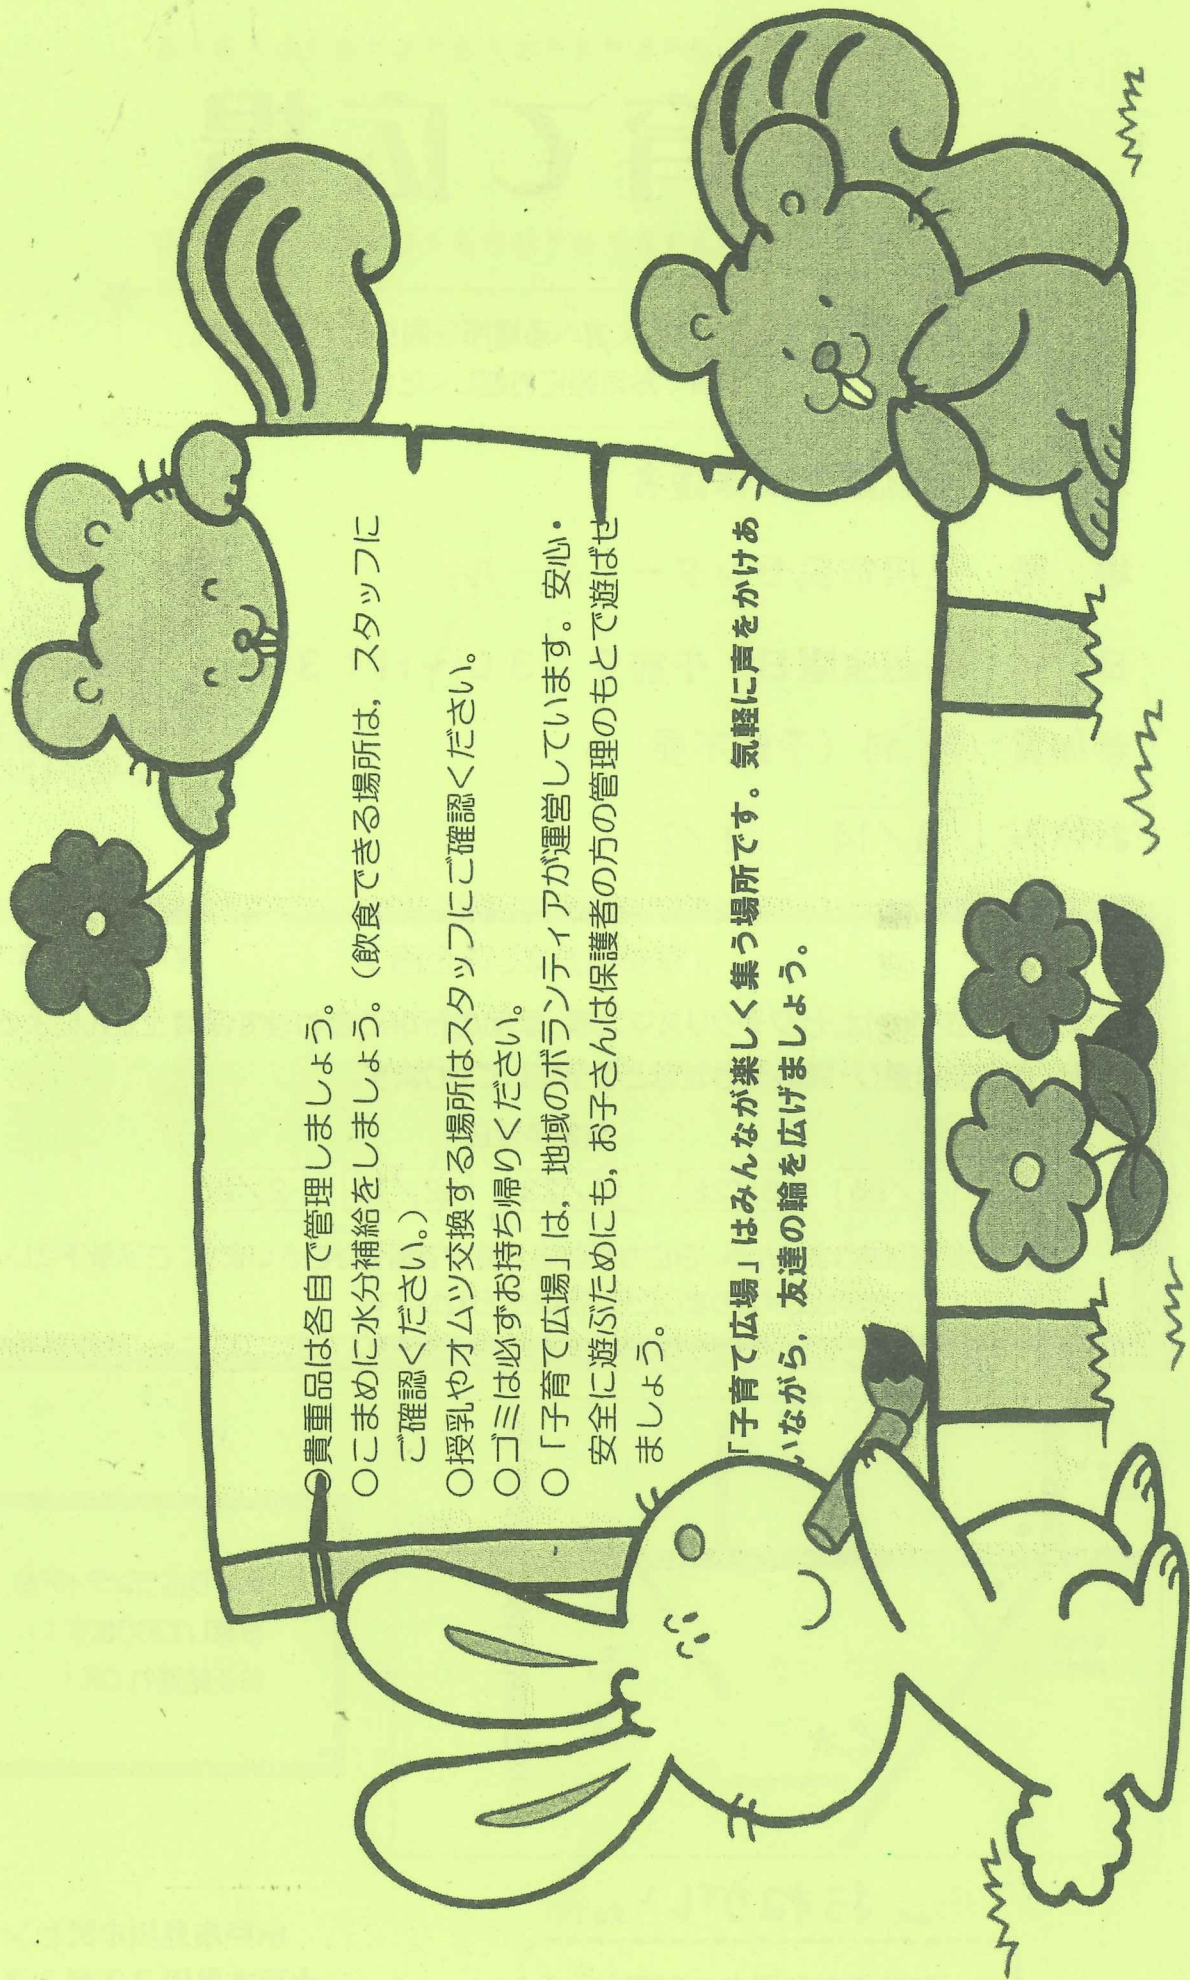 〇貴重品は各自で管理しましょう。
〇こまめに水分補給をしましょう。（飲食できる場所は，スタッフに
ご確認ください。）
〇授乳やオムツ交換する場所はスタッフにご確認ください。
〇ゴミは必ずお持ち帰りください。
〇「子育て広場」は，地域のボランティアが運営しています。安心・
安全に遊ぶためにも，お子さんは保護者の方の管理のもとで遊ばせ
ましょう。
「子育て広場」はみんなが楽しく集う場所です。気軽に声をかけあ
いながら，友達の輪を広げましょう。